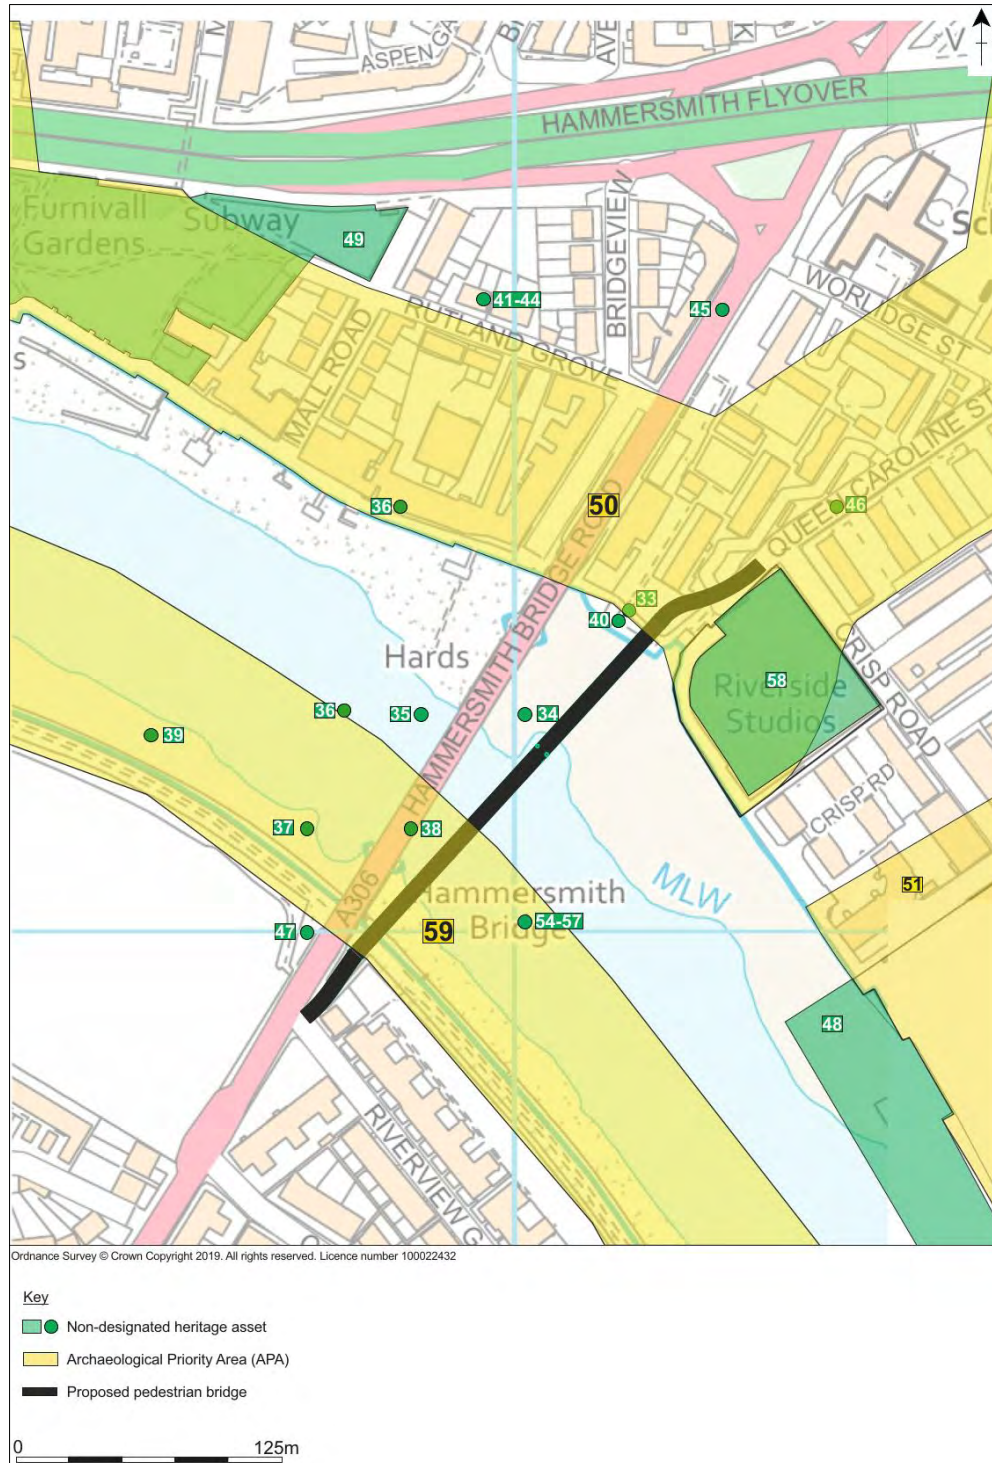 ASPEN GA
AVE
K
V
HAMMERSMITH FLYOVER
Furnivall
Gardens
Subway
49
BRIDGEVIEW
Sc
WORLIDGE ST
41-44
45
RUTLAND GROVE
MALL ROAD
s
QUEEN CAROLINE ST
36
50
46
33
40
HAMMERSMITH BRIDGE ROAD
Hards
CRISP ROAD
58
Riverside
Studios
36
35
34
39
CRISP RD
37
38
MLW
51
Hammersmith
Bridge
A306
54-57
47
59
48
RIVERVIEW G
Ordnance Survey © Crown Copyright 2019. All rights reserved. Licence number 100022432
Key
Non-designated heritage asset
Archaeological Priority Area (APA)
Proposed pedestrian bridge
0 125m